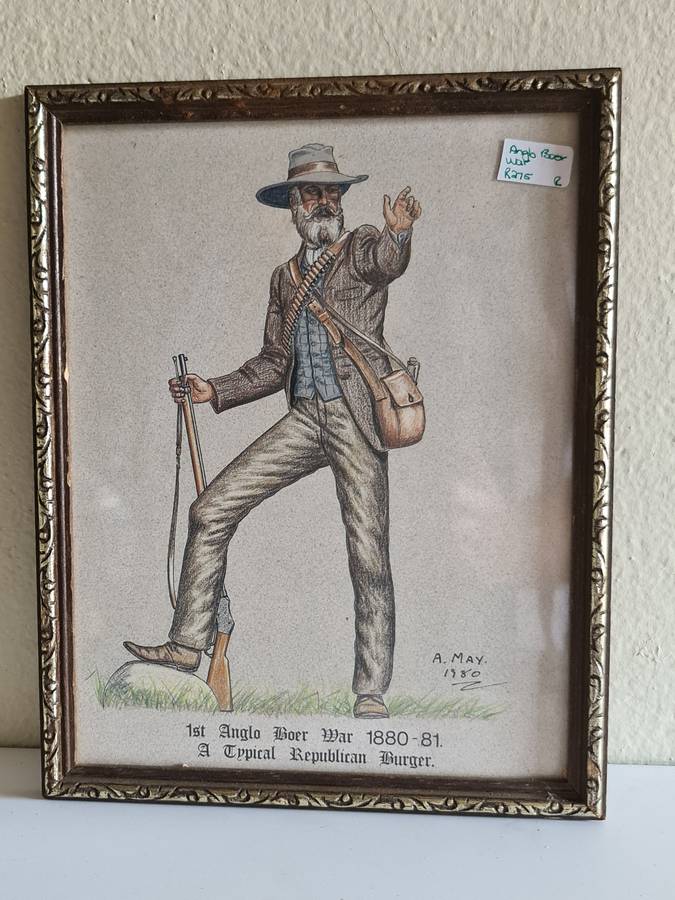 Anglo Boer
War
R275 R
A. MAY.
1980
1st Anglo Boer War 1880-81.
A Typical Republican Burger.